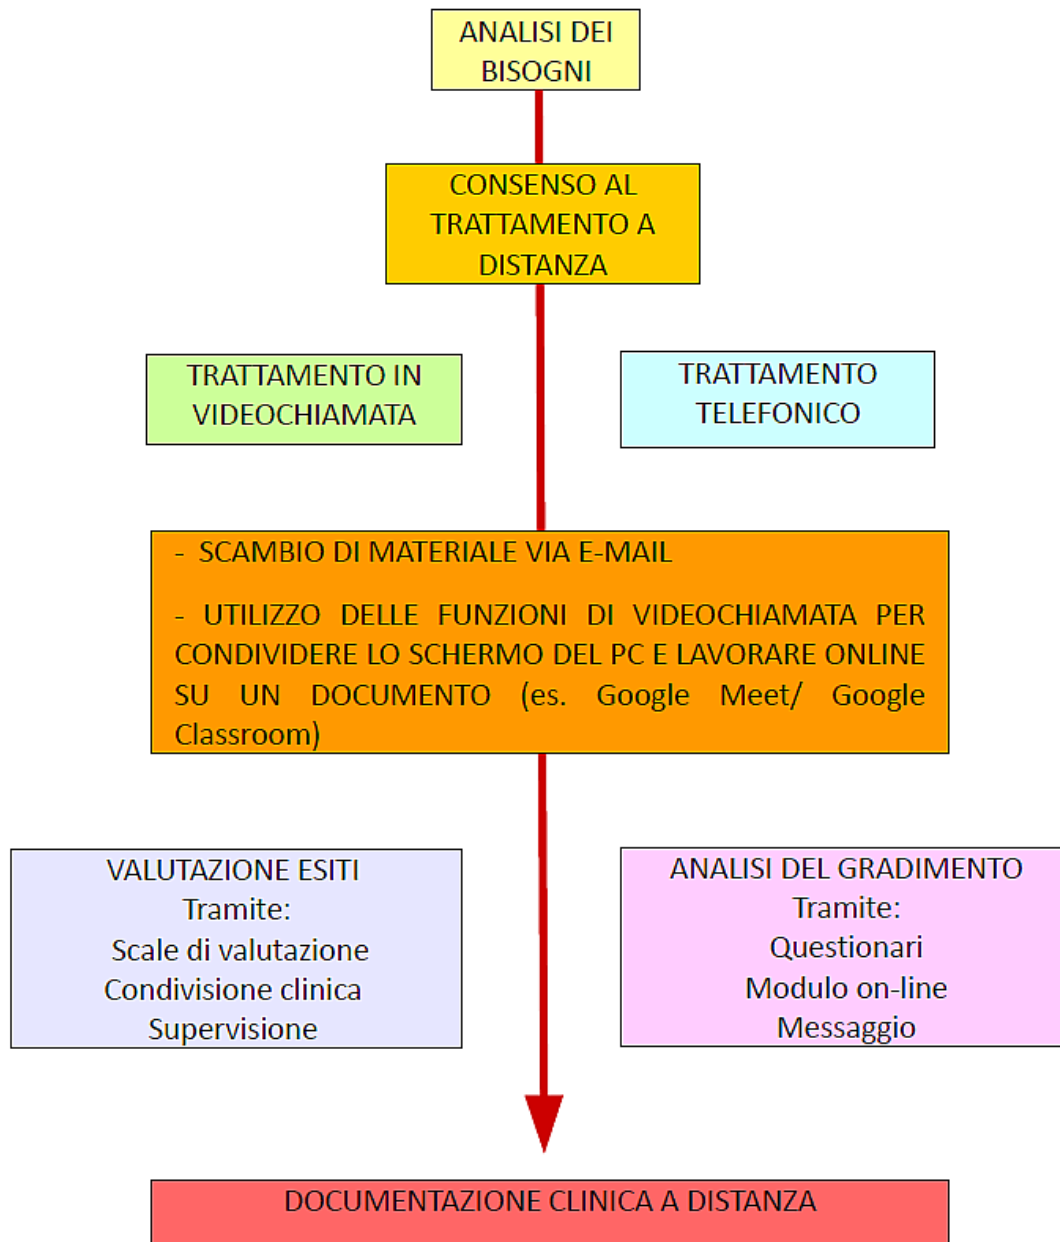 ANALISI DEI
BISOGNI
CONSENSO AL
TRATTAMENTO A
DISTANZA
TRATTAMENTO IN
VIDEOCHIAMATA
TRATTAMENTO
TELEFONICO
- SCAMBIO DI MATERIALE VIA E-MAIL
- UTILIZZO DELLE FUNZIONI DI VIDEOCHIAMATA PER
CONDIVIDERE LO SCHERMO DEL PC E LAVORARE ONLINE
SU UN DOCUMENTO (es. Google Meet/ Google
Classroom)
VALUTAZIONE ESITI
Tramite:
Scale di valutazione
Condivisione clinica
Supervisione
ANALISI DEL GRADIMENTO
Tramite:
Questionari
Modulo on-line
Messaggio
DOCUMENTAZIONE CLINICA A DISTANZA